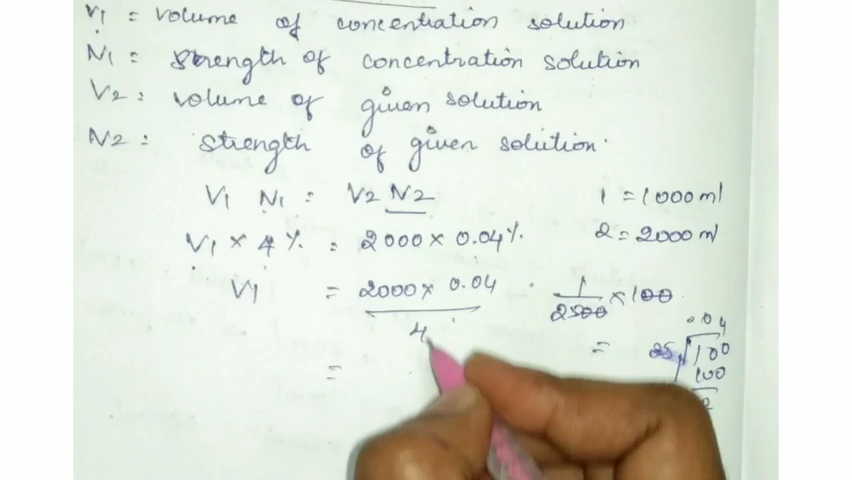 V1 = volume of concentration solution
N1 = strength of concentration solution
V2 : volume of given solution
N2 : strength of given solution.
V1 N1 = V2 N2
1 = 1000 ml
V1 × 4 % = 2000 × 0.04 %
2 = 2000 ml
V1 = 2000 × 0.04
4
1
2500 × 100
=
= .04
25 100
100